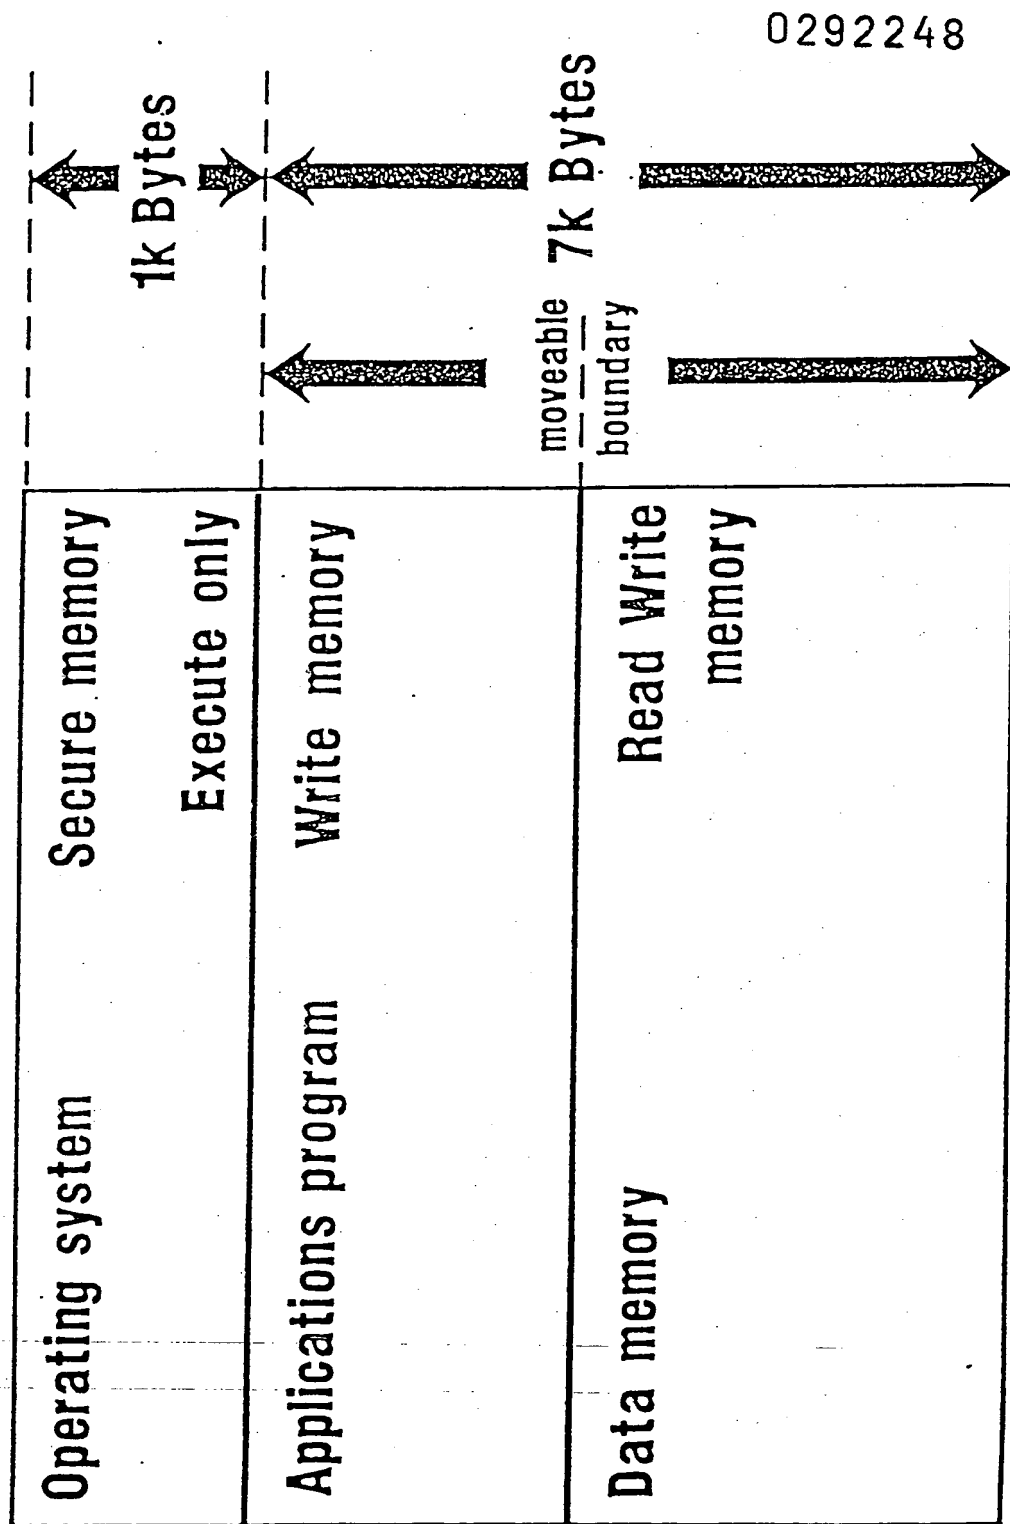 0292248
Operating system Secure memory
Execute only
1k Bytes
Applications program Write memory
moveable
boundary
7k Bytes
Data memory Read Write
memory